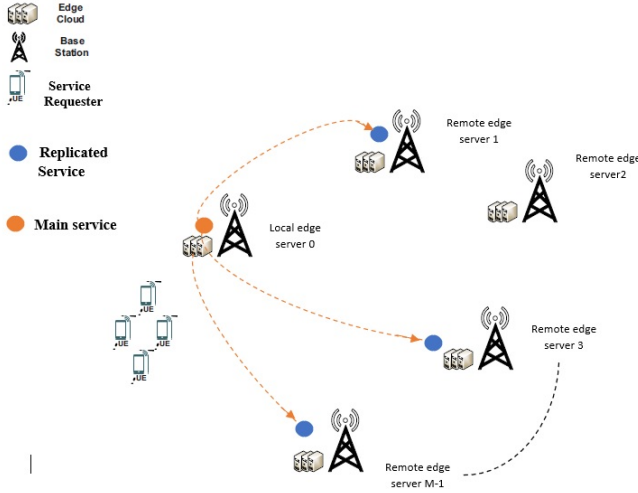 Edge
Cloud
Base
Station
UE
Service
Requester
Replicated
Service
Main service
Remote edge
server 1
Remote edge
server2
Local edge
server 0
UE
UE
UE
UE
Remote edge
server 3
Remote edge
server M-1